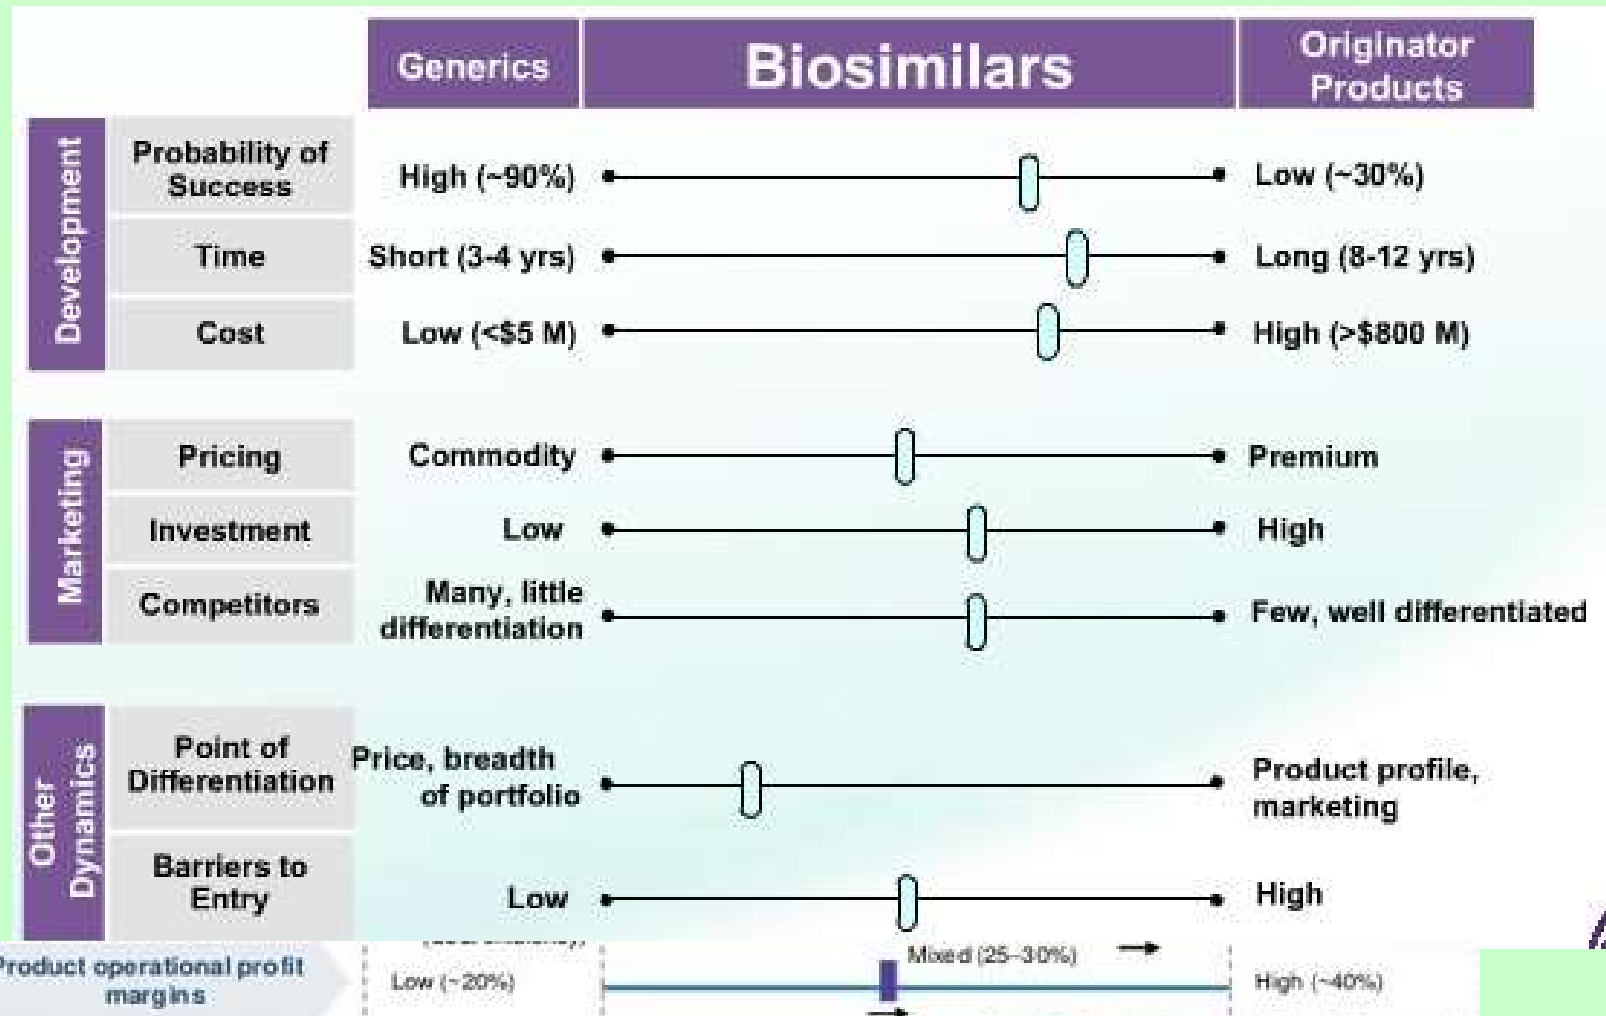 Generics
Biosimilars
Originator
Products
Development
Probability of
Success
High (~90%)
Low (~30%)
Time
Short (3-4 yrs)
Long (8-12 yrs)
Cost
Low (<$5 M)
High (>$800 M)
Marketing
Pricing
Commodity
Premium
Investment
Low
High
Competitors
Many, little
differentiation
Few, well differentiated
Other
Dynamics
Point of
Differentiation
Price, breadth
of portfolio
Product profile,
marketing
Barriers to
Entry
Low
High
Product operational profit
margins
Low (~20%)
Mixed (25–30%)
High (~40%)